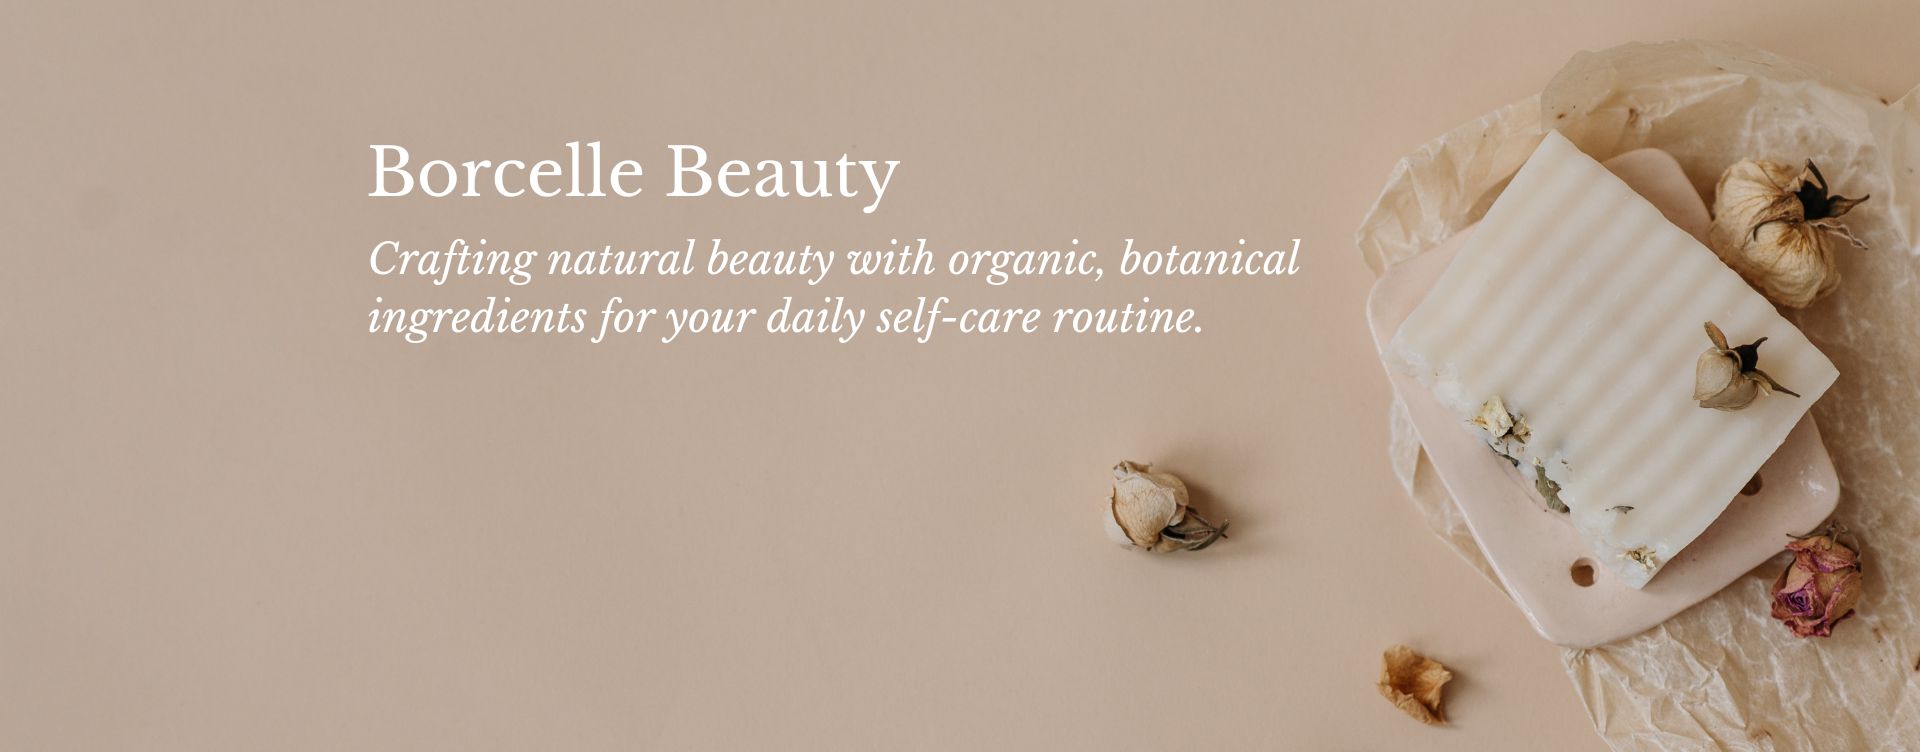 Borcelle Beauty
Crafting natural beauty with organic, botanical
ingredients for your daily self-care routine.